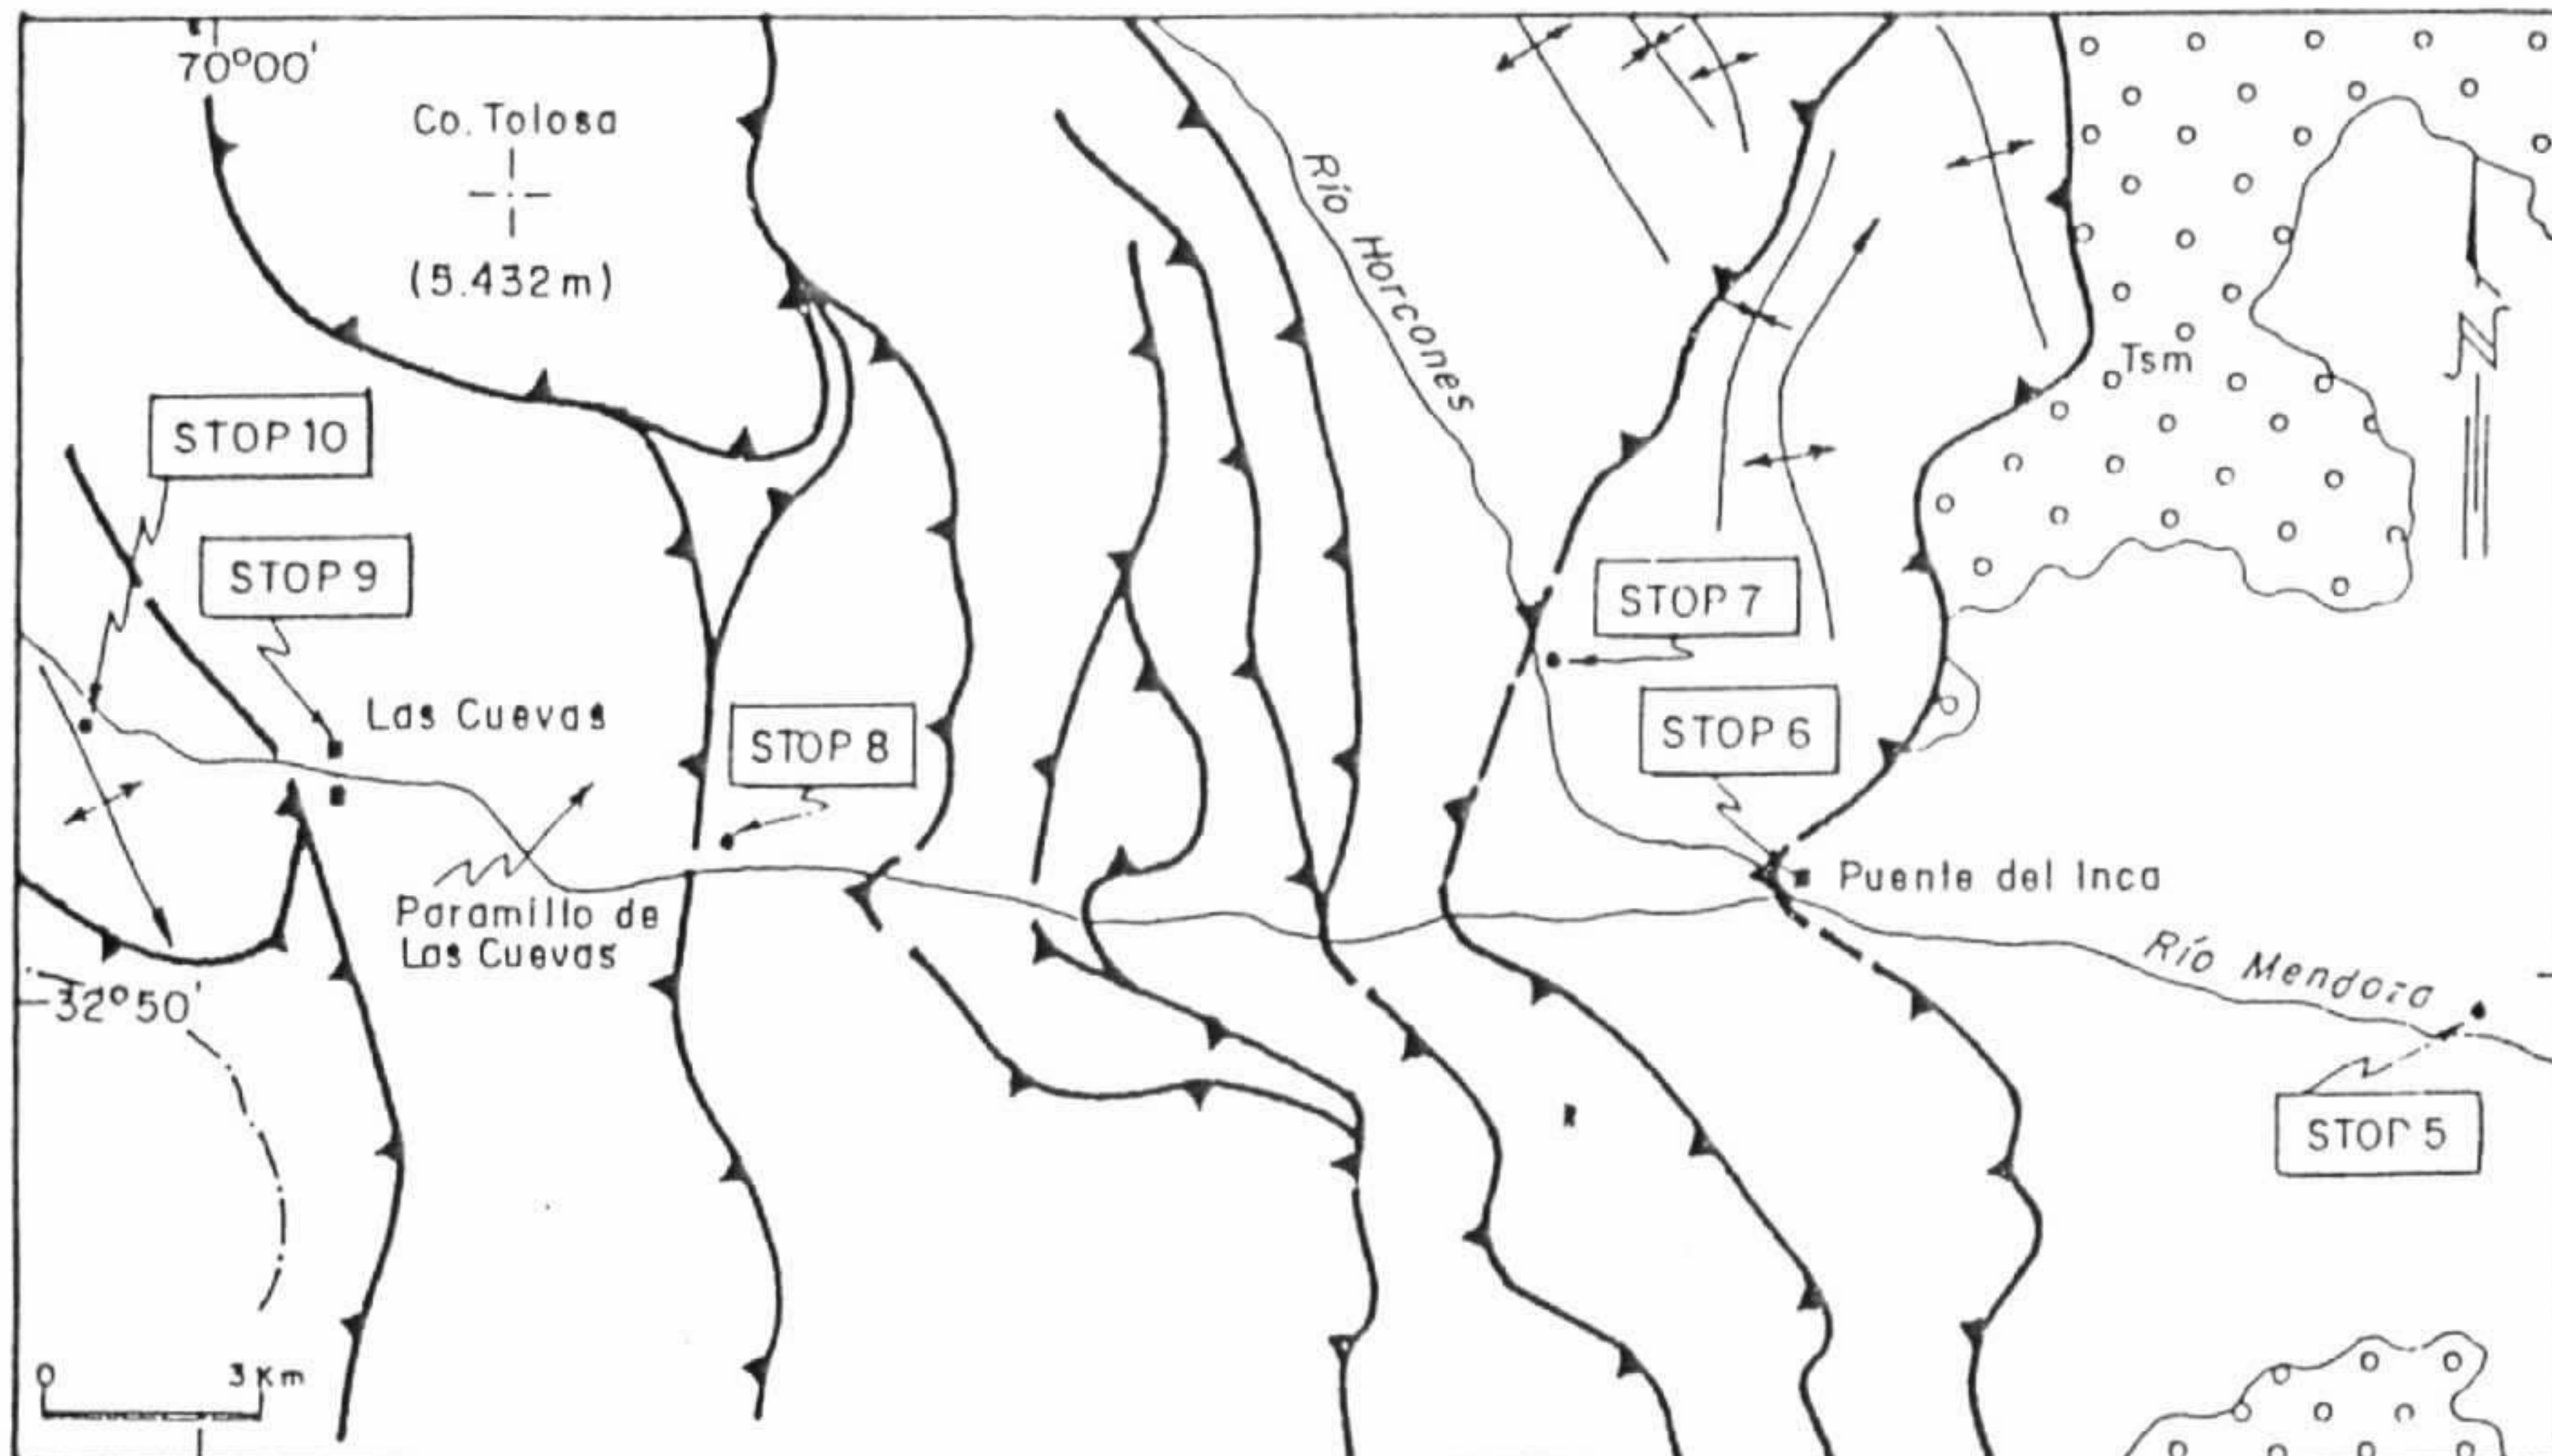 70°00'
Co. Tolosa
(5.432m)
Río Horcones
Tsm
N
STOP 10
STOP 9
STOP 7
Las Cuevas
STOP 8
STOP 6
Puente del Inca
Paramillo de
Las Cuevas
Río Mendoza
32°50'
STOP 5
0 3 Km